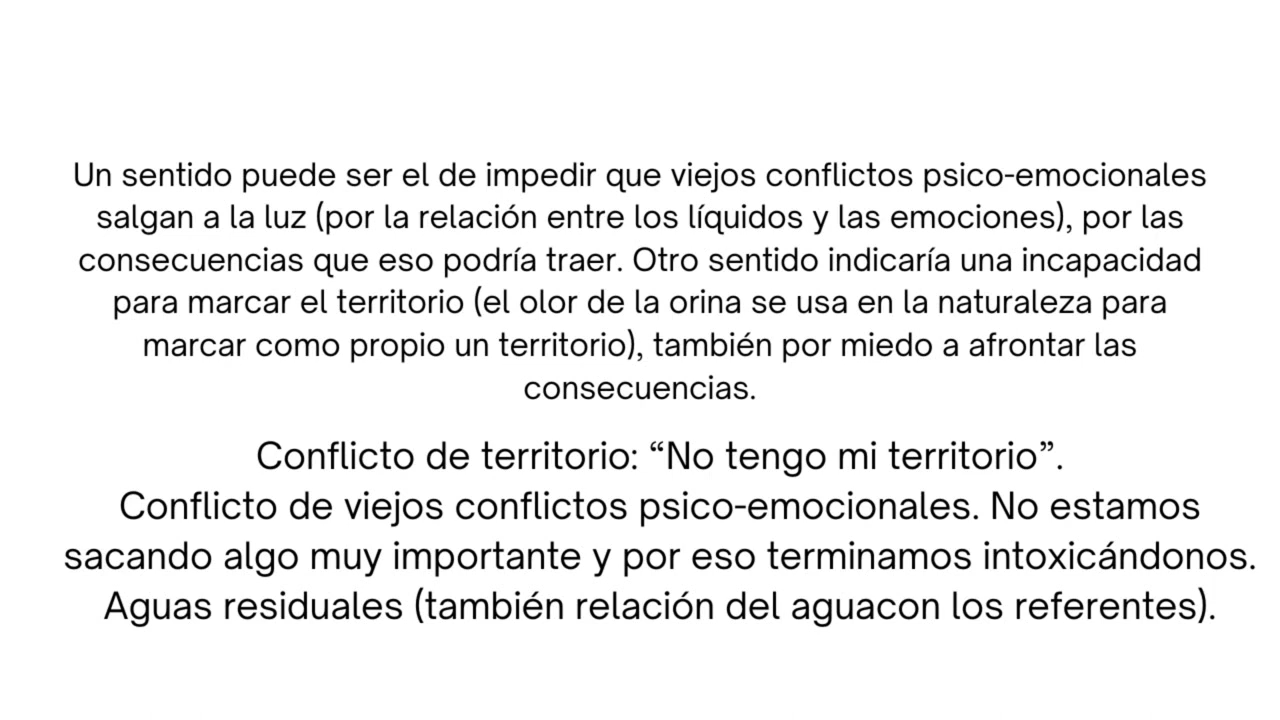 Un sentido puede ser el de impedir que viejos conflictos psico-emocionales
salgan a la luz (por la relación entre los líquidos y las emociones), por las
consecuencias que eso podría traer. Otro sentido indicaría una incapacidad
para marcar el territorio (el olor de la orina se usa en la naturaleza para
marcar como propio un territorio), también por miedo a afrontar las
consecuencias.
Conflicto de territorio: “No tengo mi territorio”.
Conflicto de viejos conflictos psico-emocionales. No estamos
sacando algo muy importante y por eso terminamos intoxicándonos.
Aguas residuales (también relación del aguacon los referentes).